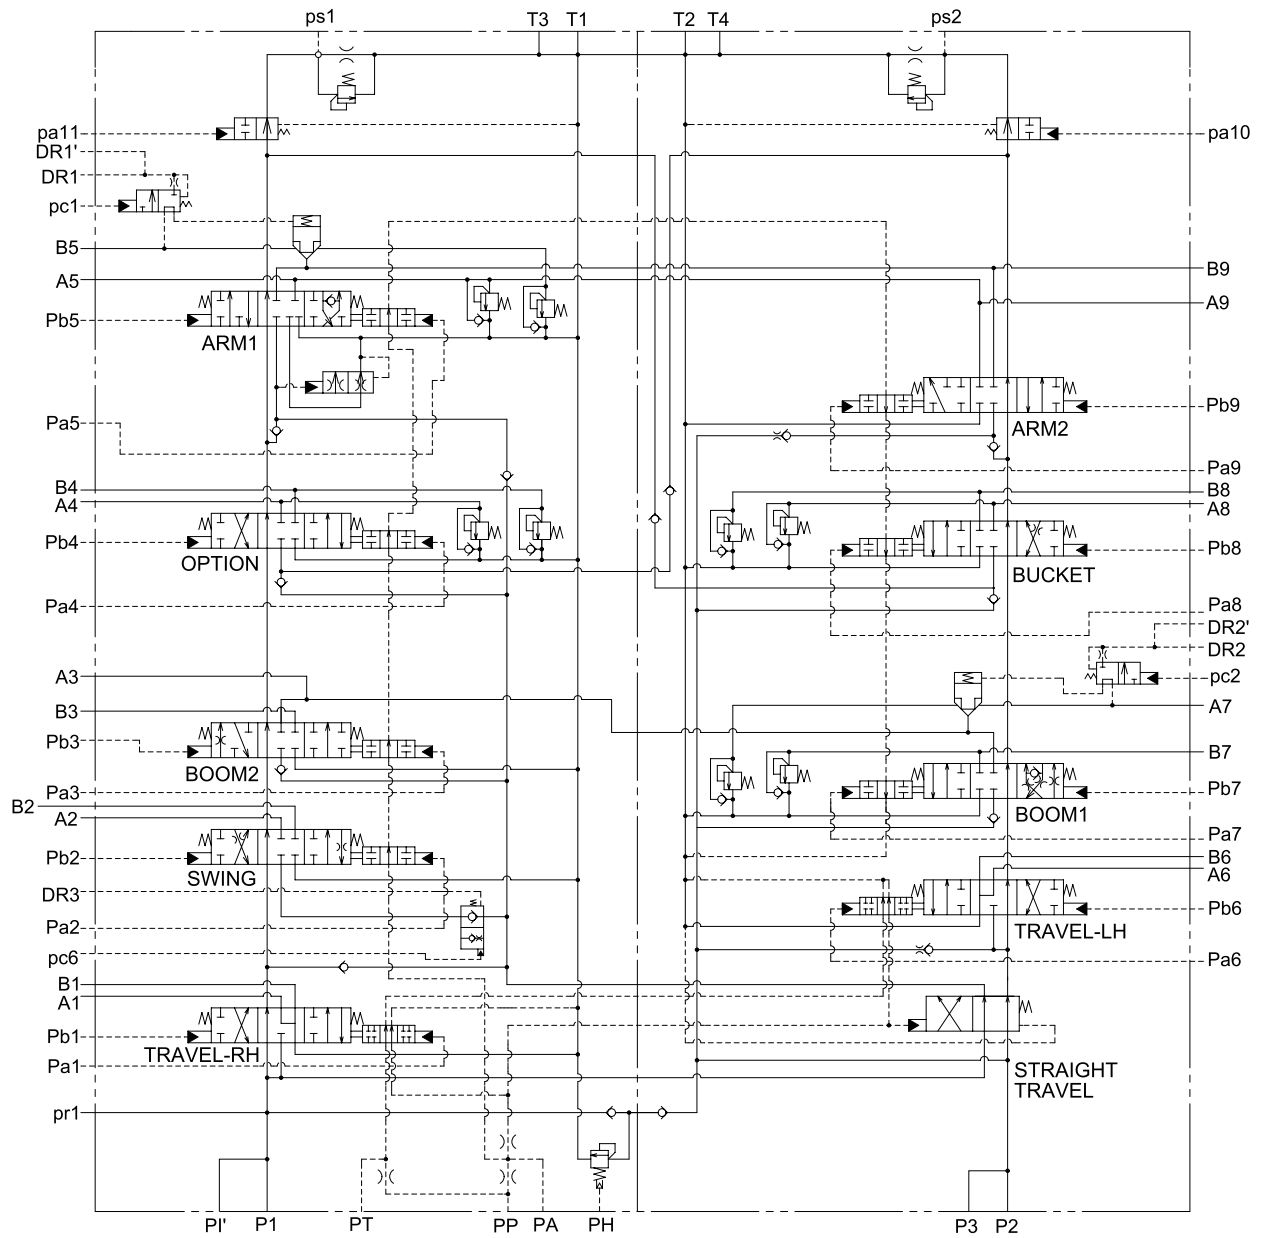 ps1
T3
T1
T2
T4
ps2
pa11
pa10
DR1'
DR1
pc1
B5
B9
A5
A9
Pb5
ARM1
Pb9
ARM2
Pa5
Pa9
B4
B8
A4
A8
Pb4
OPTION
Pb8
BUCKET
Pa4
Pa8
DR2'
DR2
A3
pc2
B3
A7
Pb3
BOOM2
B7
Pa3
Pb7
B2
BOOM1
A2
Pa7
Pb2
B6
SWING
A6
DR3
Pb6
Pa2
TRAVEL-LH
pc6
Pa6
B1
A1
Pb1
TRAVEL-RH
Pa1
STRAIGHT
TRAVEL
pr1
PI'
P1
PT
PP
PA
PH
P3
P2